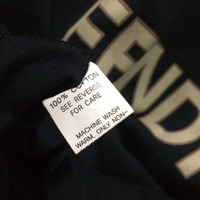 FENDI
100% COTTON
SEE REVERSE
FOR CARE
MACHINE WASH
WARM, ONLY NON-